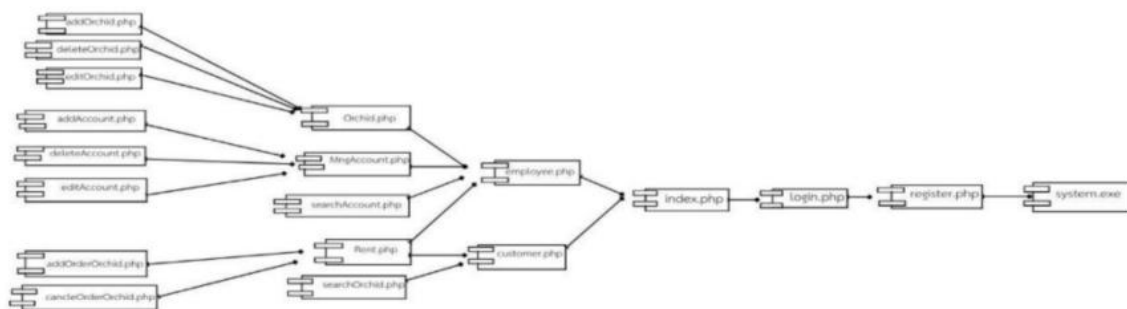 addOrchid.php
deleteOrchid.php
editOrchid.php
addAccount.php
deleteAccount.php
editAccount.php
addOrderOrchid.php
cancleOrderOrchid.php
Orchid.php
MngAccount.php
searchAccount.php
Rent.php
searchOrchid.php
employee.php
customer.php
index.php
login.php
register.php
system.exe